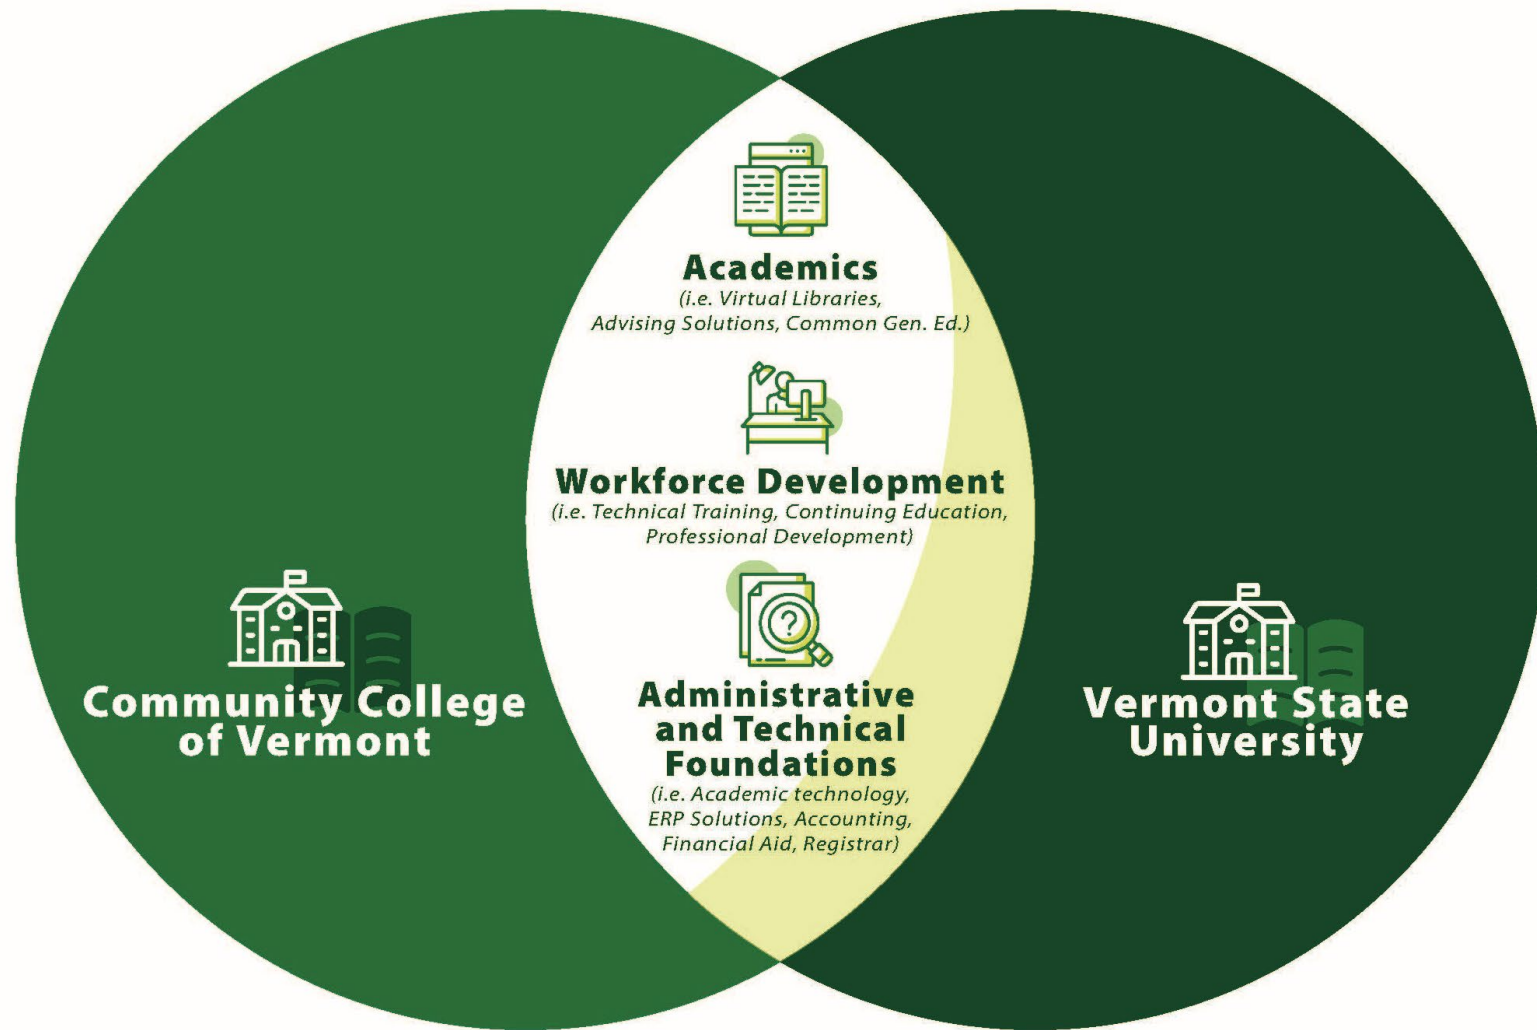 Academics
(i.e. Virtual Libraries,
Advising Solutions, Common Gen. Ed.)
Workforce Development
(i.e. Technical Training, Continuing Education,
Professional Development)
Community College
of Vermont
Administrative
and Technical
Foundations
(i.e. Academic technology,
ERP Solutions, Accounting,
Financial Aid, Registrar)
Vermont State
University